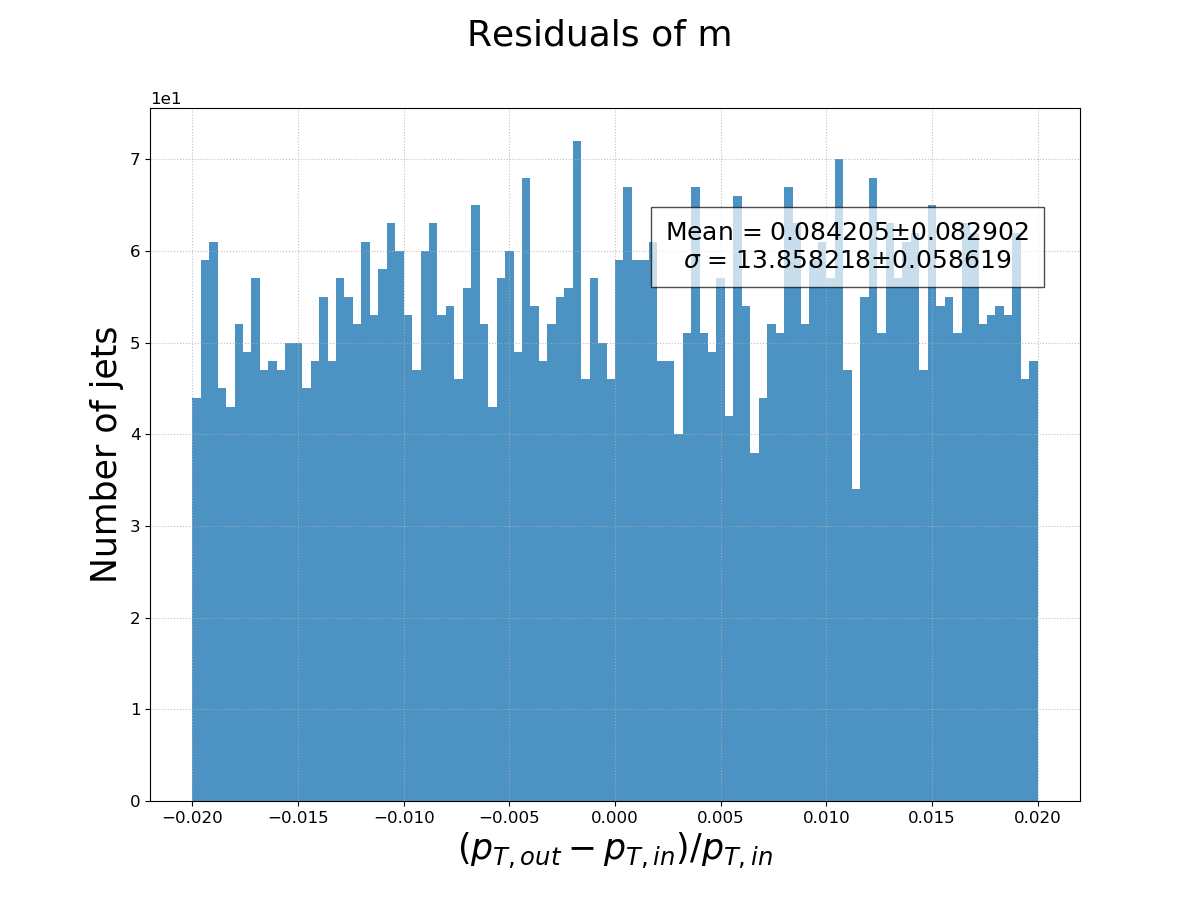 Residuals of m
1e1
7
6
5
4
3
2
1
0
Number of jets
Mean = 0.084205±0.082902
σ = 13.858218±0.058619
−0.020 −0.015 −0.010 −0.005 0.000 0.005 0.010 0.015 0.020
(p_{T,out} − p_{T,in})/p_{T,in}